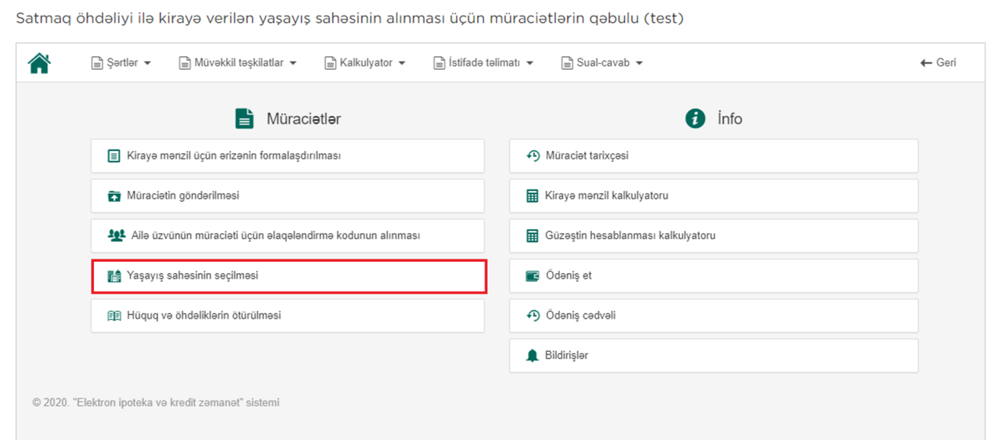 Satmaq öhdəliyi ilə kirayə verilən yaşayış sahəsinin alınması üçün müraciətlərin qəbulu (test)
Şərtlər
Müvəkkil təşkilatlar
Kalkulyator
İstifadə təlimatı
Sual-cavab
Geri
Müraciətlər
Kirayə mənzil üçün ərizənin formalaşdırılması
Müraciətin göndərilməsi
Ailə üzvünün müraciəti üçün əlaqələndirmə kodunun alınması
Yaşayış sahəsinin seçilməsi
Hüquq və öhdəliklərin ötürülməsi
İnfo
Müraciət tarixçəsi
Kirayə mənzil kalkulyatoru
Güzəştin hesablanması kalkulyatoru
Ödəniş et
Ödəniş cədvəli
Bildirişlər
© 2020. "Elektron ipoteka və kredit zəmanət" sistemi